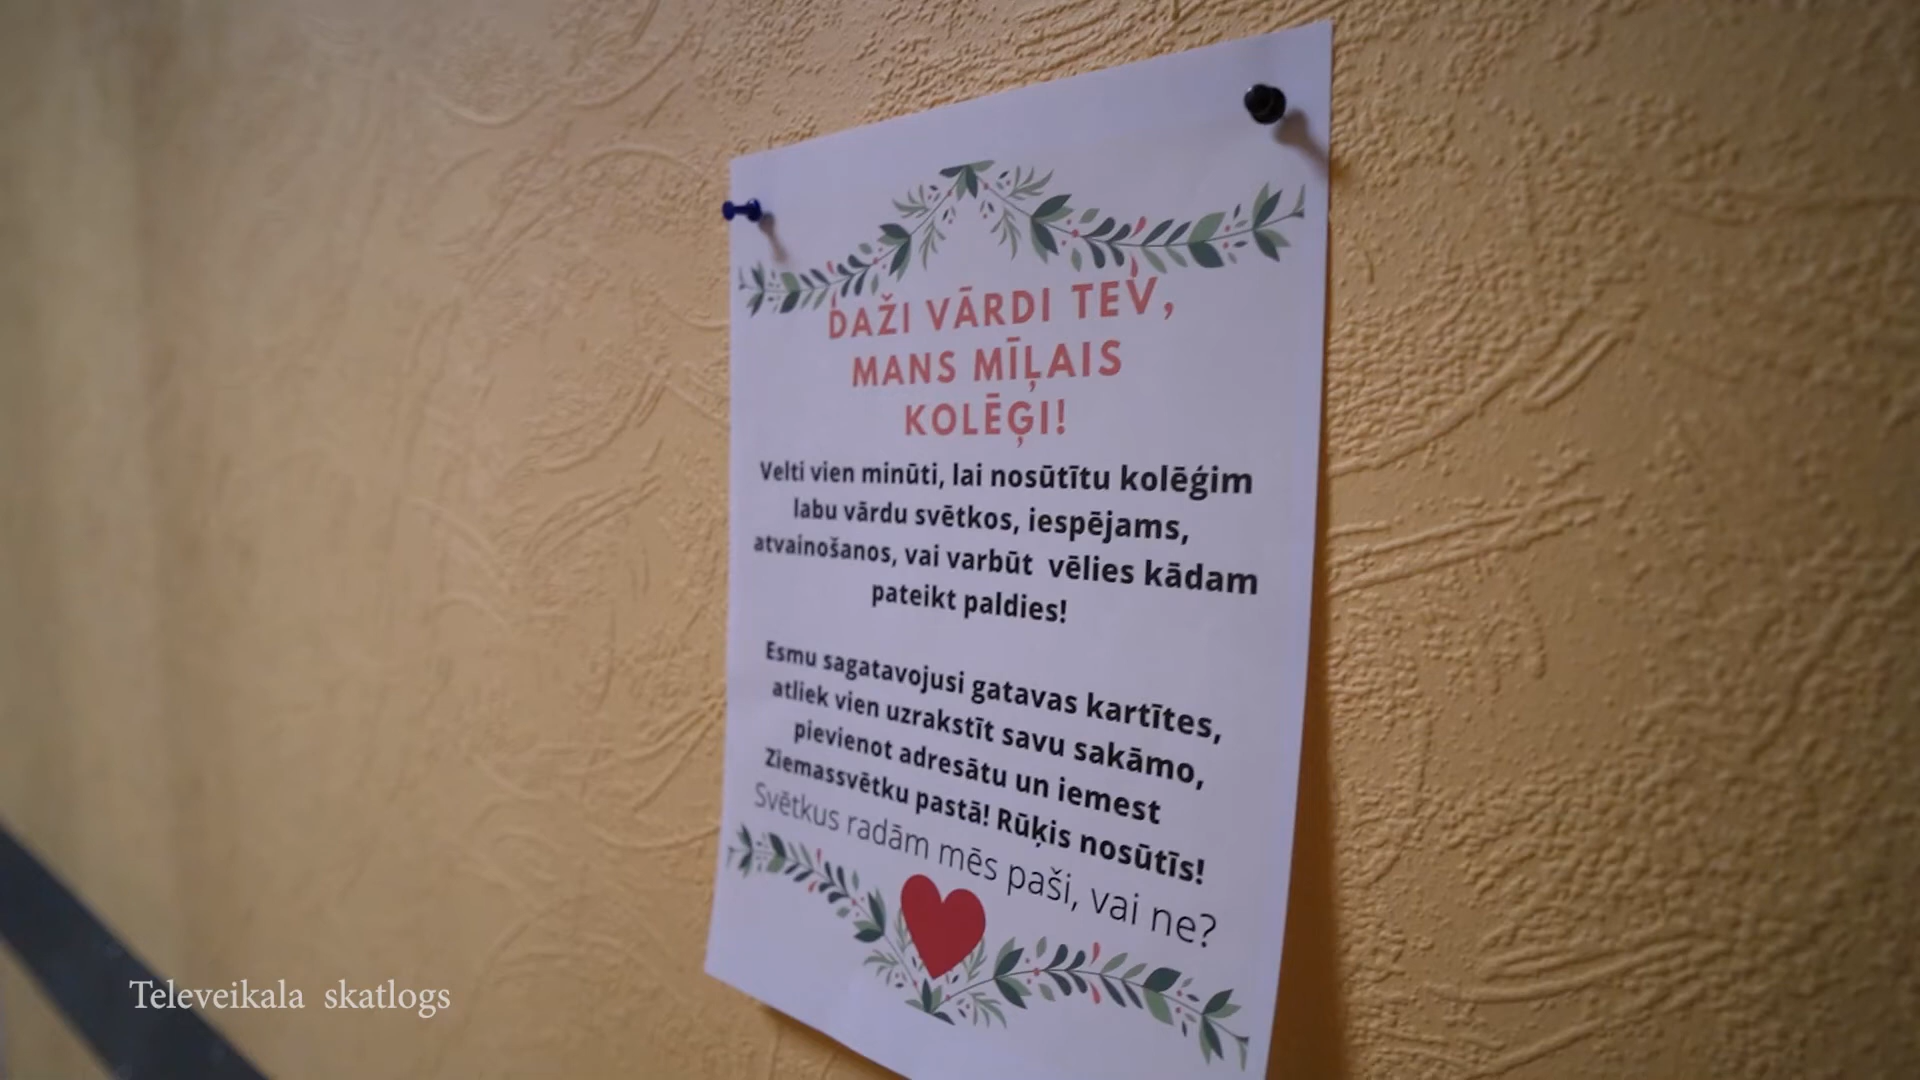 DAŽI VĀRDI TEV,
MANS MĪĻAIS
KOLĒĢI!
Velti vien minūti, lai nosūtītu kolēģim
labu vārdu svētkos, iespējams,
atvainošanos, vai varbūt vēlies kādam
pateikt paldies!
Esmu sagatavojusi gatavas kartītes,
atliek vien uzrakstīt savu sakāmo,
pievienot adresātu un iemest
Ziemassvētku pastā! Rūķis nosūtīs!
Svētkus radām mēs paši, vai ne?
Televeikala skatlogs